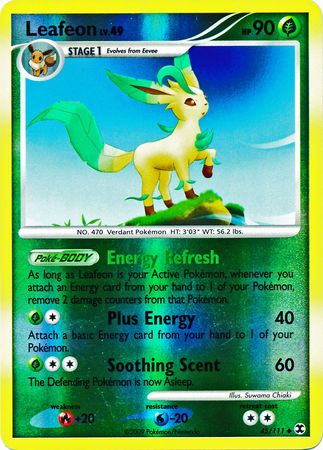 Leafeon LV.49 HP 90
STAGE 1 Evolves from Eevee
NO. 470 Verdant Pokémon HT: 3'03" WT: 56.2 lbs.
Poké-BODY Energy Refresh
As long as Leafeon is your Active Pokémon, whenever you
attach an Energy card from your hand to 1 of your Pokémon,
remove 2 damage counters from that Pokémon.
Plus Energy 40
Attach a basic Energy card from your hand to 1 of your
Pokémon.
Soothing Scent 60
The Defending Pokémon is now Asleep.
Illus. Suwama Chiaki
weakness resistance retreat cost
+20 -20
©2009 Pokémon/Nintendo 45/111